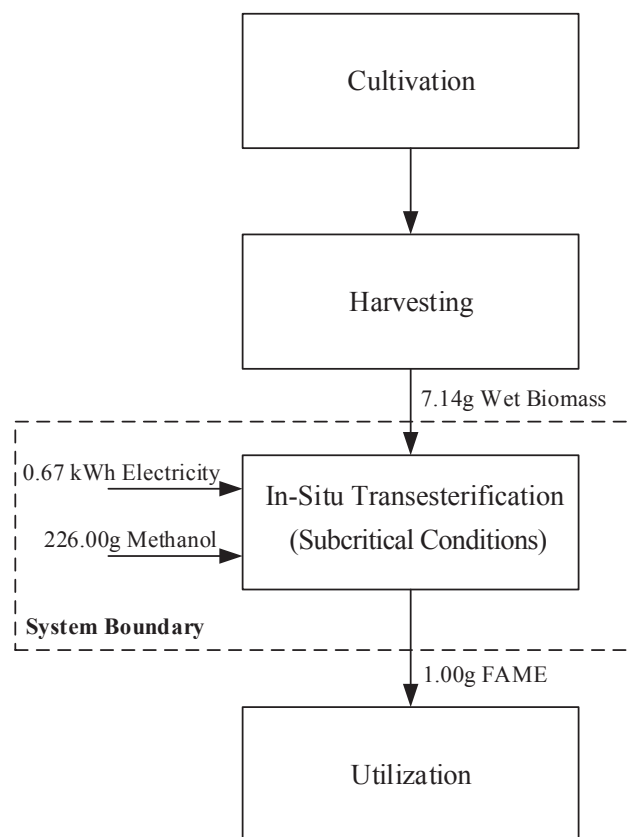 Cultivation
Harvesting
7.14g Wet Biomass
0.67 kWh Electricity
In-Situ Transesterification
(Subcritical Conditions)
226.00g Methanol
System Boundary
1.00g FAME
Utilization